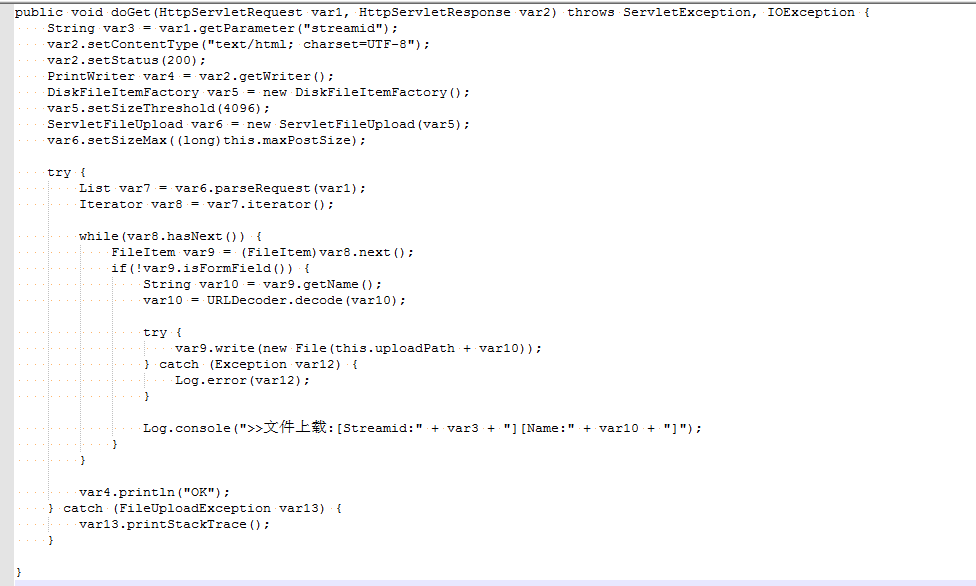 public void doGet(HttpServletRequest var1, HttpServletResponse var2) throws ServletException, IOException {
    String var3 = var1.getParameter("streamid");
    var2.setContentType("text/html; charset=UTF-8");
    var2.setStatus(200);
    PrintWriter var4 = var2.getWriter();
    DiskFileItemFactory var5 = new DiskFileItemFactory();
    var5.setSizeThreshold(4096);
    ServletFileUpload var6 = new ServletFileUpload(var5);
    var6.setSizeMax((long)this.maxPostSize);

    try {
        List var7 = var6.parseRequest(var1);
        Iterator var8 = var7.iterator();

        while(var8.hasNext()) {
            FileItem var9 = (FileItem)var8.next();
            if(!var9.isFormField()) {
                String var10 = var9.getName();
                var10 = URLDecoder.decode(var10);

                try {
                    var9.write(new File(this.uploadPath + var10));
                } catch (Exception var12) {
                    Log.error(var12);
                }

                Log.console(">>文件上载:[Streamid:" + var3 + "][Name:" + var10 + "]");
            }
        }

        var4.println("OK");
    } catch (FileUploadException var13) {
        var13.printStackTrace();
    }

}